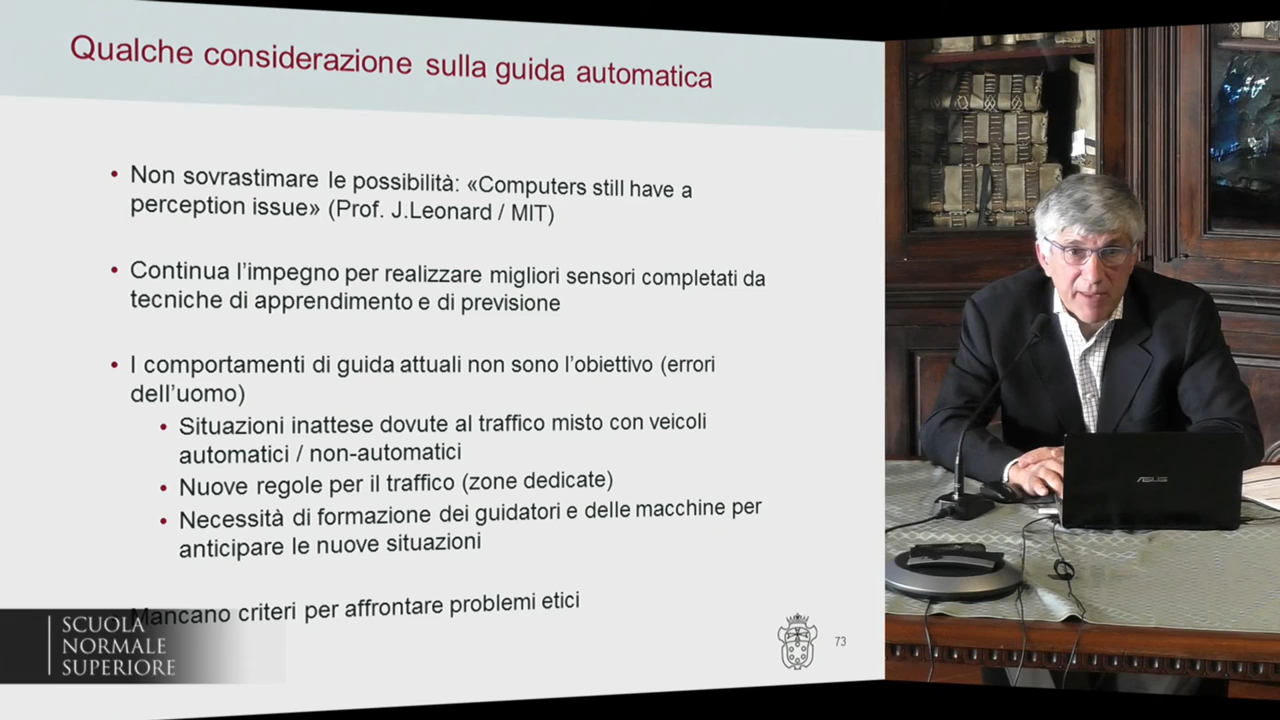 Qualche considerazione sulla guida automatica
• Non sovrastimare le possibilità: «Computers still have a
perception issue» (Prof. J.Leonard / MIT)
• Continua l'impegno per realizzare migliori sensori completati da
tecniche di apprendimento e di previsione
• I comportamenti di guida attuali non sono l'obiettivo (errori
dell'uomo)
• Situazioni inattese dovute al traffico misto con veicoli
automatici / non-automatici
• Nuove regole per il traffico (zone dedicate)
• Necessità di formazione dei guidatori e delle macchine per
anticipare le nuove situazioni
Mancano criteri per affrontare problemi etici
73
SCUOLA
NORMALE
SUPERIORE
ASUS